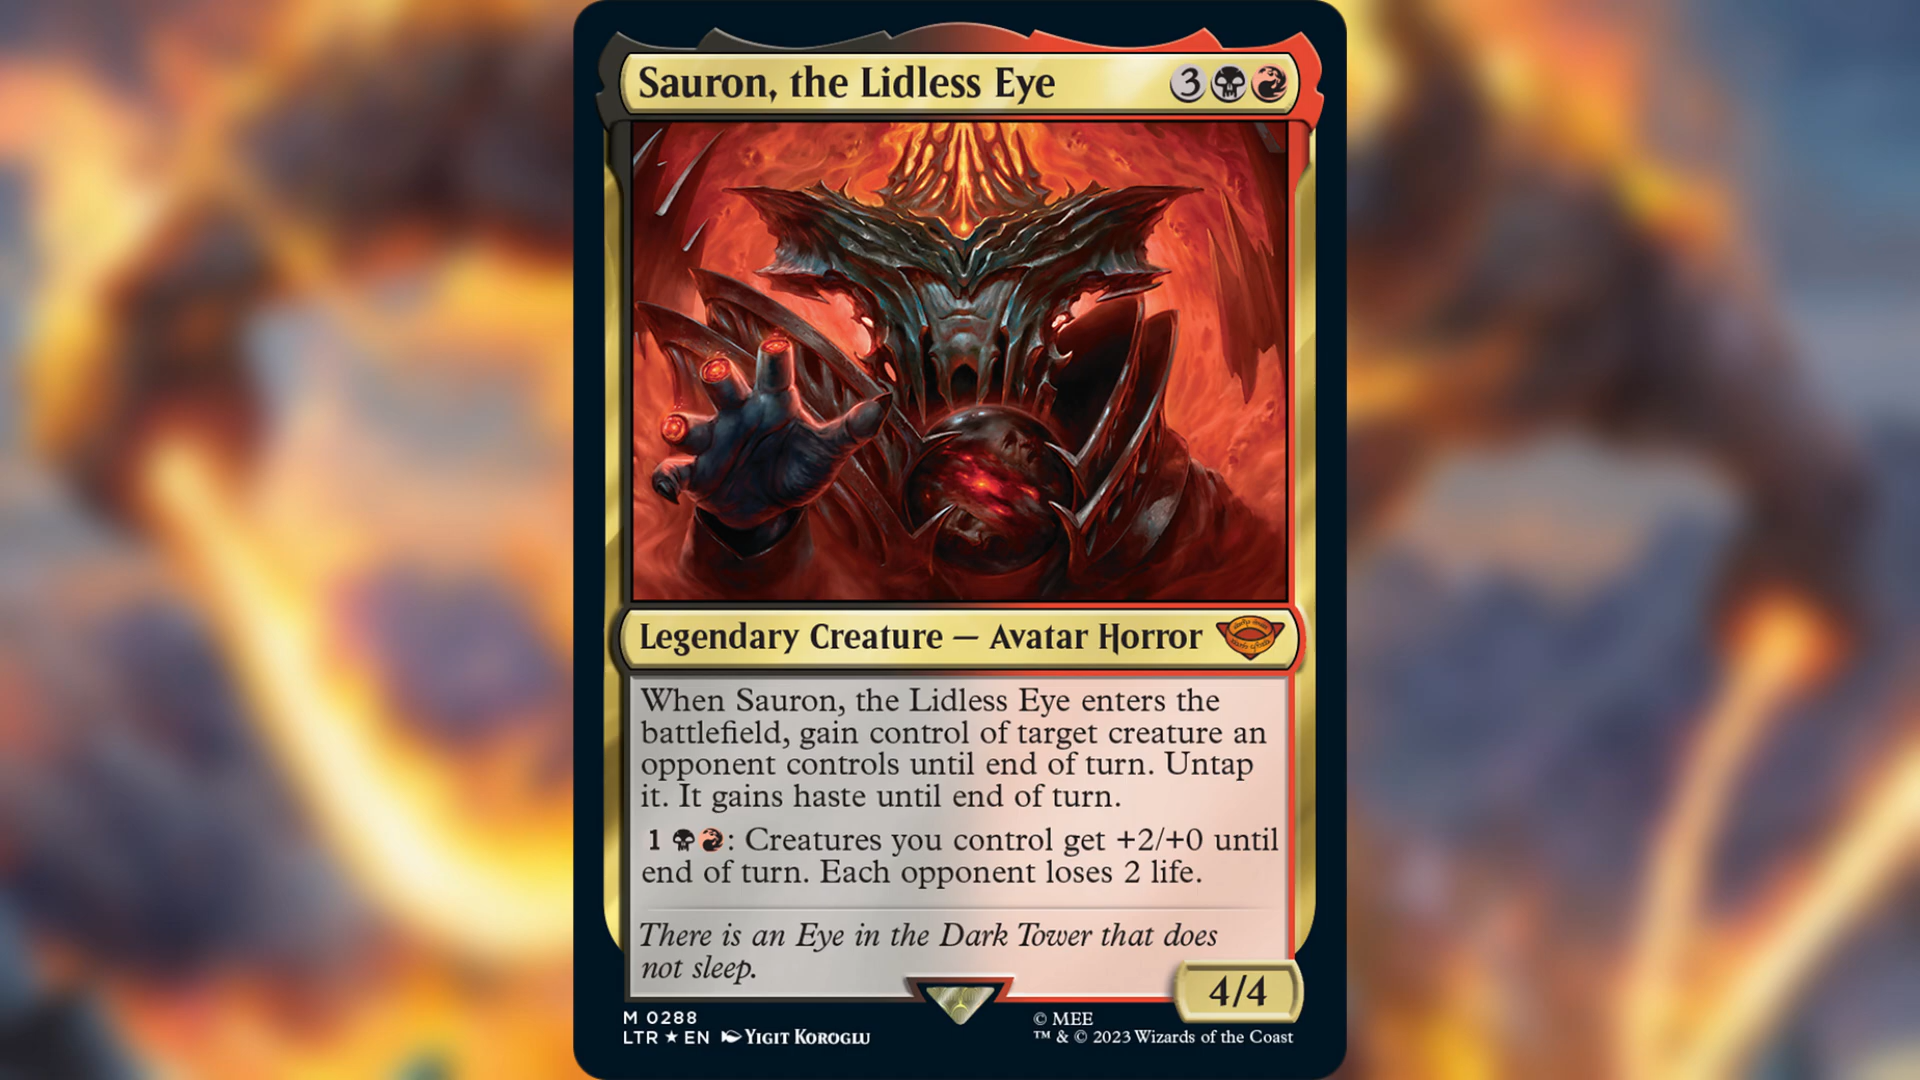 Sauron, the Lidless Eye 3
Legendary Creature — Avatar Horror
When Sauron, the Lidless Eye enters the
battlefield, gain control of target creature an
opponent controls until end of turn. Untap
it. It gains haste until end of turn.
1 : Creatures you control get +2/+0 until
end of turn. Each opponent loses 2 life.
There is an Eye in the Dark Tower that does
not sleep.
4/4
M 0288
LTR ★ EN Yigit Koroglu
© MEE
™ & © 2023 Wizards of the Coast